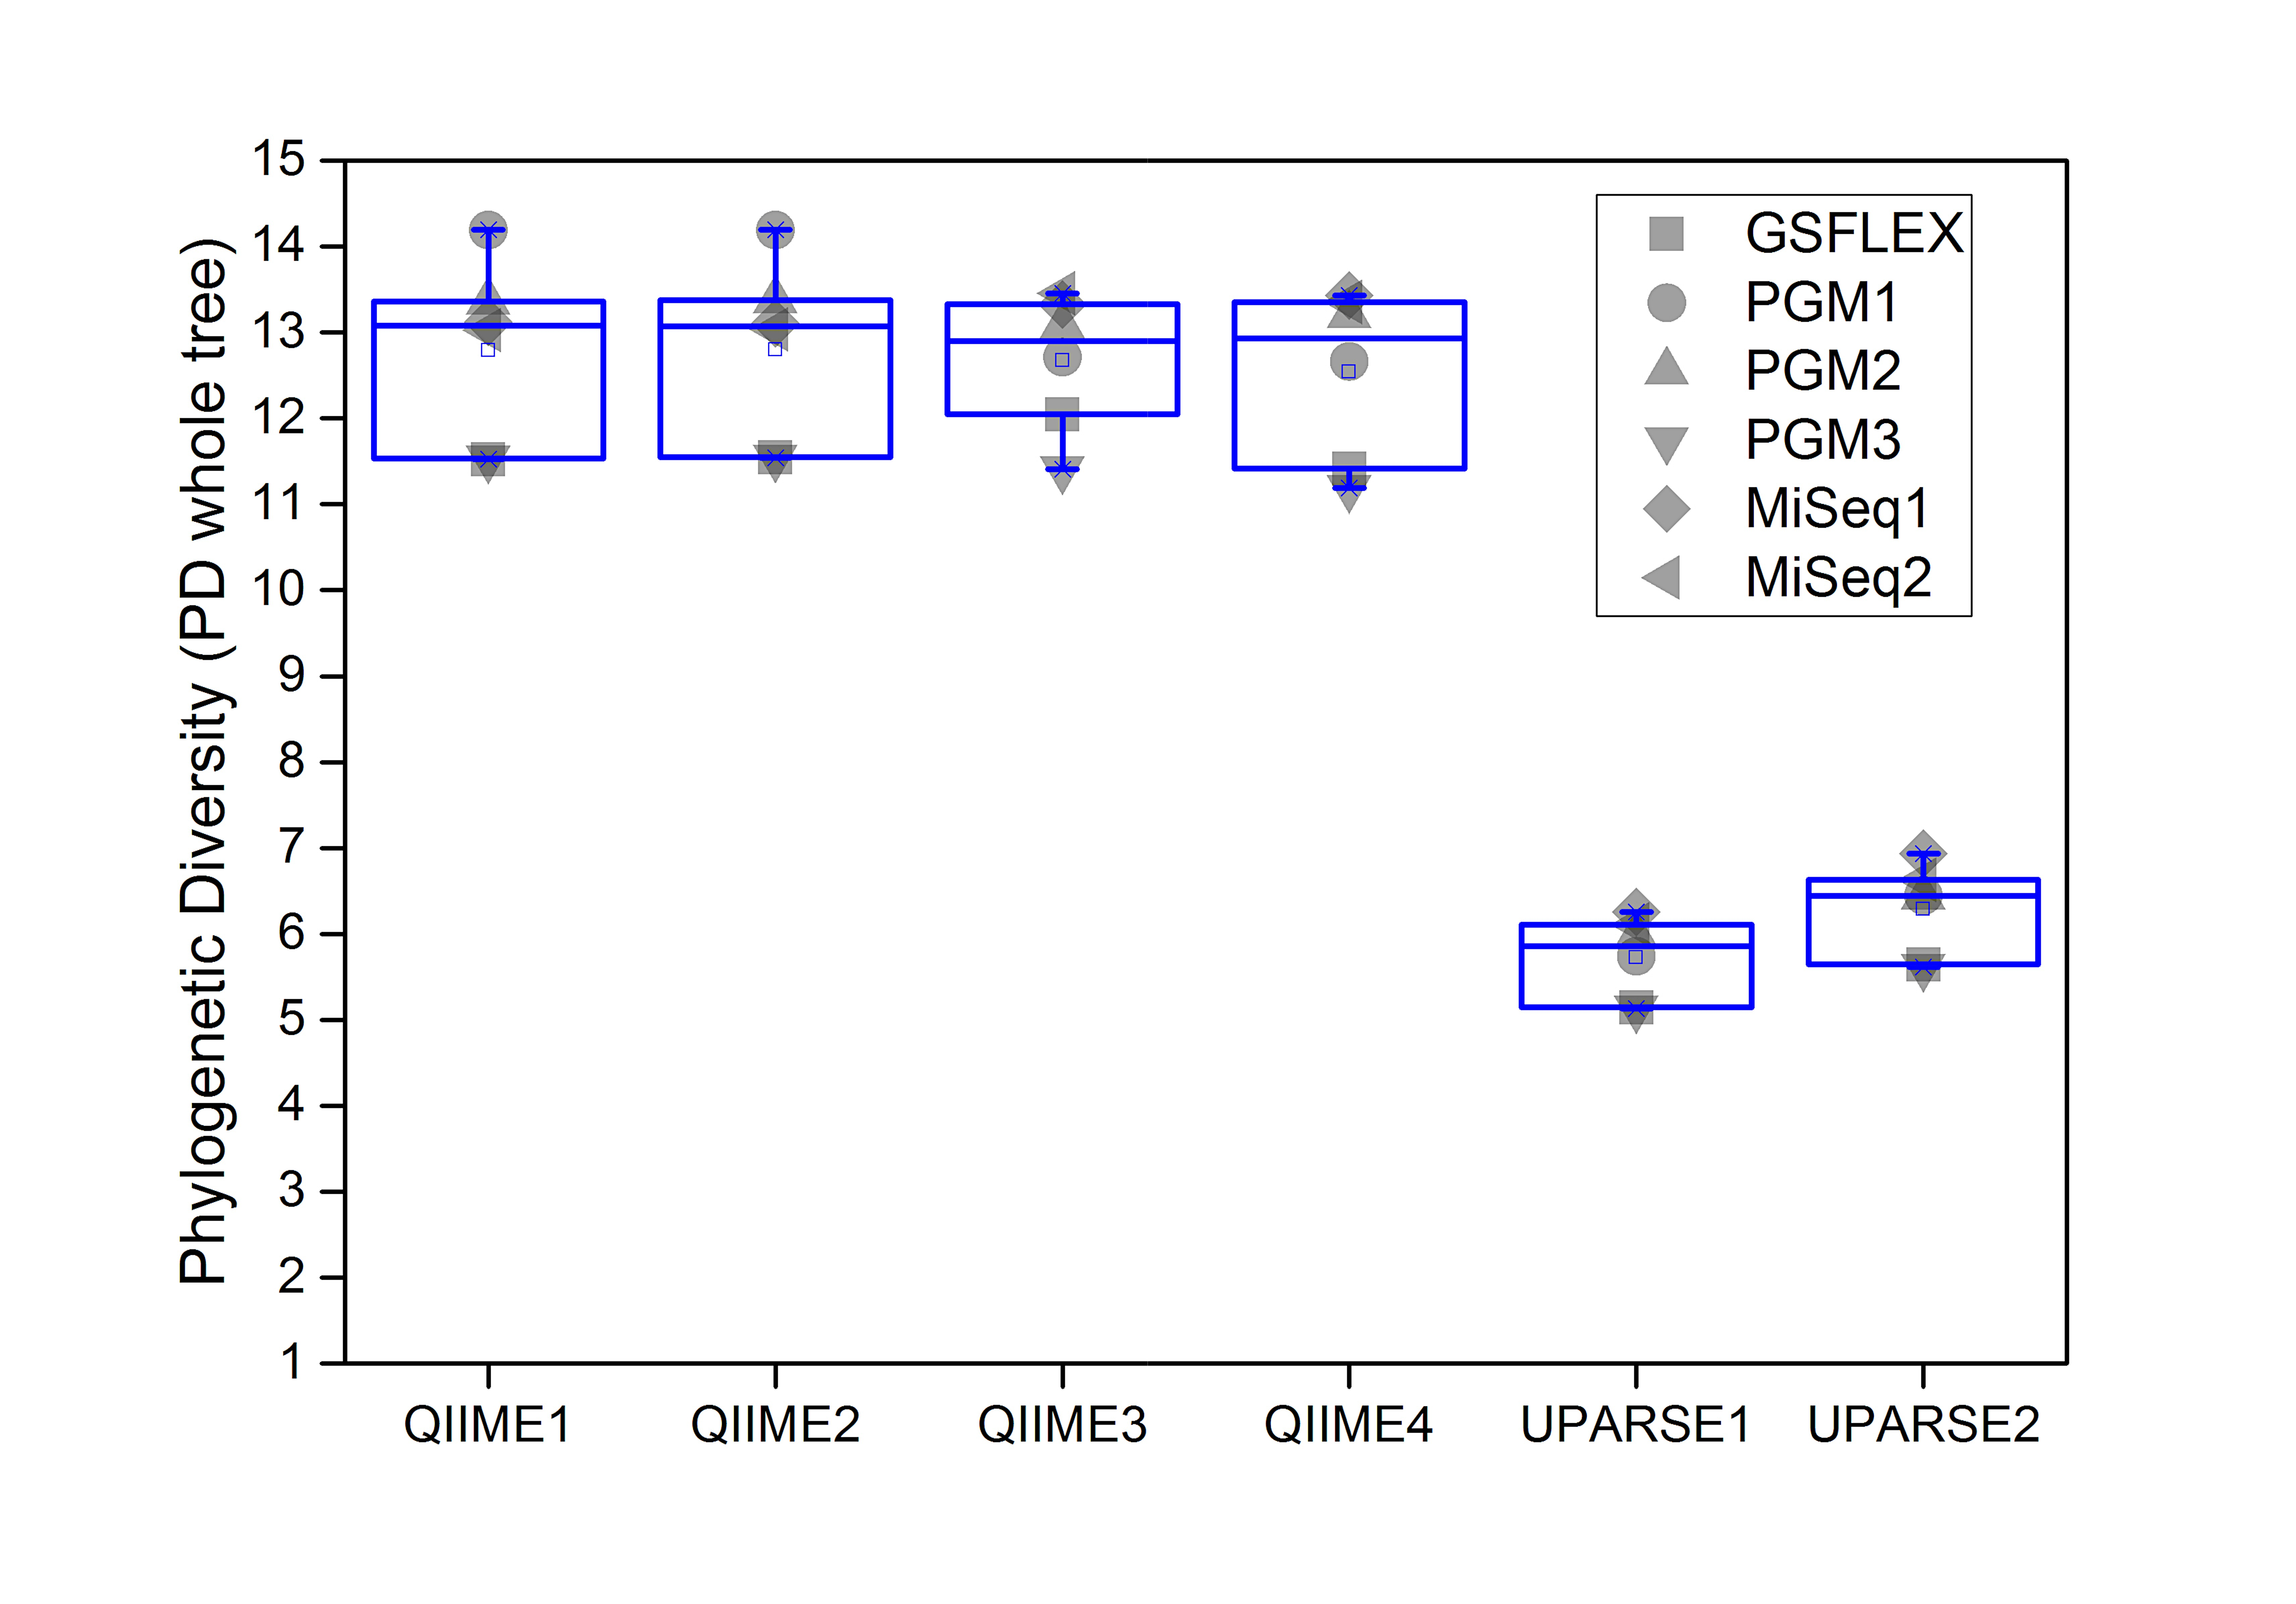 Phylogenetic Diversity (PD whole tree)
15
14
13
12
11
10
9
8
7
6
5
4
3
2
1
GSFLEX
PGM1
PGM2
PGM3
MiSeq1
MiSeq2
QIIME1 QIIME2 QIIME3 QIIME4 UPARSE1 UPARSE2